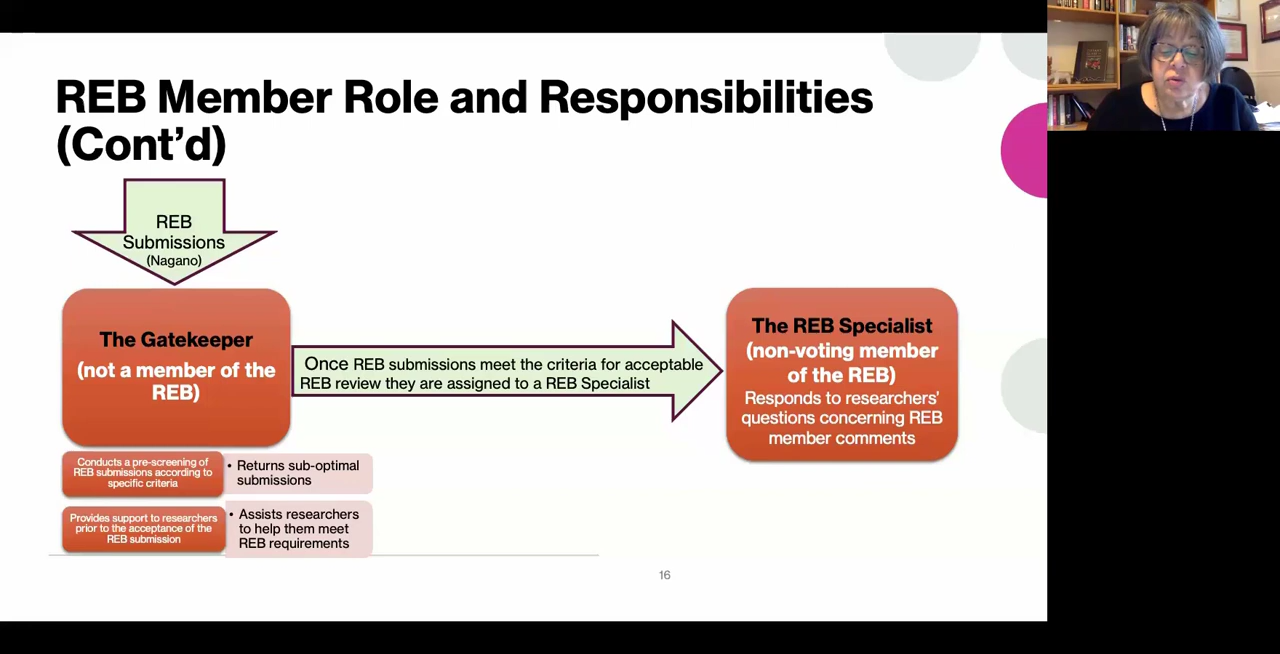 REB Member Role and Responsibilities
(Cont’d)
REB
Submissions
(Nagano)
The Gatekeeper
(not a member of the
REB)
Once REB submissions meet the criteria for acceptable
REB review they are assigned to a REB Specialist
The REB Specialist
(non-voting member
of the REB)
Responds to researchers’
questions concerning REB
member comments
Conducts a pre-screening of
REB submissions according to
specific criteria
• Returns sub-optimal
submissions
Provides support to researchers
prior to the acceptance of the
REB submission
• Assists researchers
to help them meet
REB requirements
16